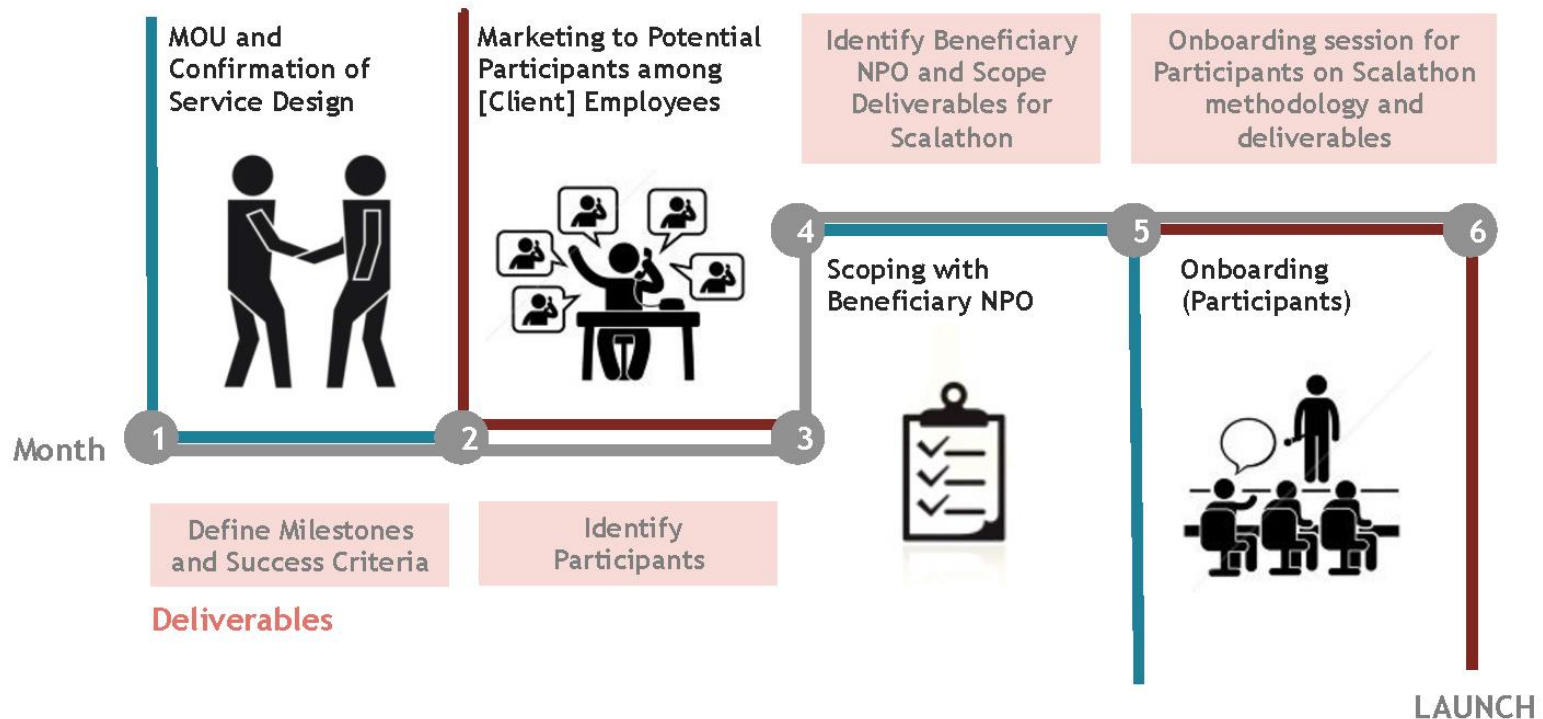 MOU and
Confirmation of
Service Design
Marketing to Potential
Participants among
[Client] Employees
Identify Beneficiary
NPO and Scope
Deliverables for
Scalathon
Onboarding session for
Participants on Scalathon
methodology and
deliverables
4
5
6
Scoping with
Beneficiary NPO
Onboarding
(Participants)
Month
1
2
3
Define Milestones
and Success Criteria
Identify
Participants
Deliverables
LAUNCH